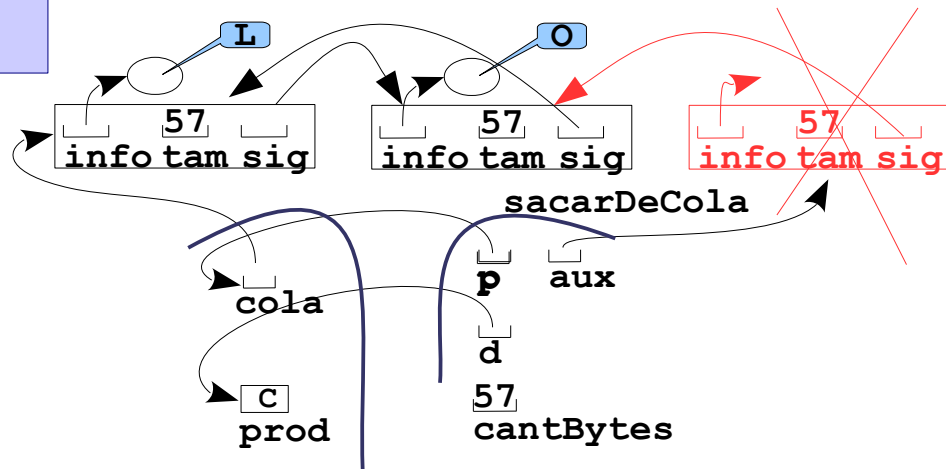 L O
57 57 57
info tam sig info tam sig info tam sig
sacarDeCola
p aux
cola
d
C 57
prod cantBytes